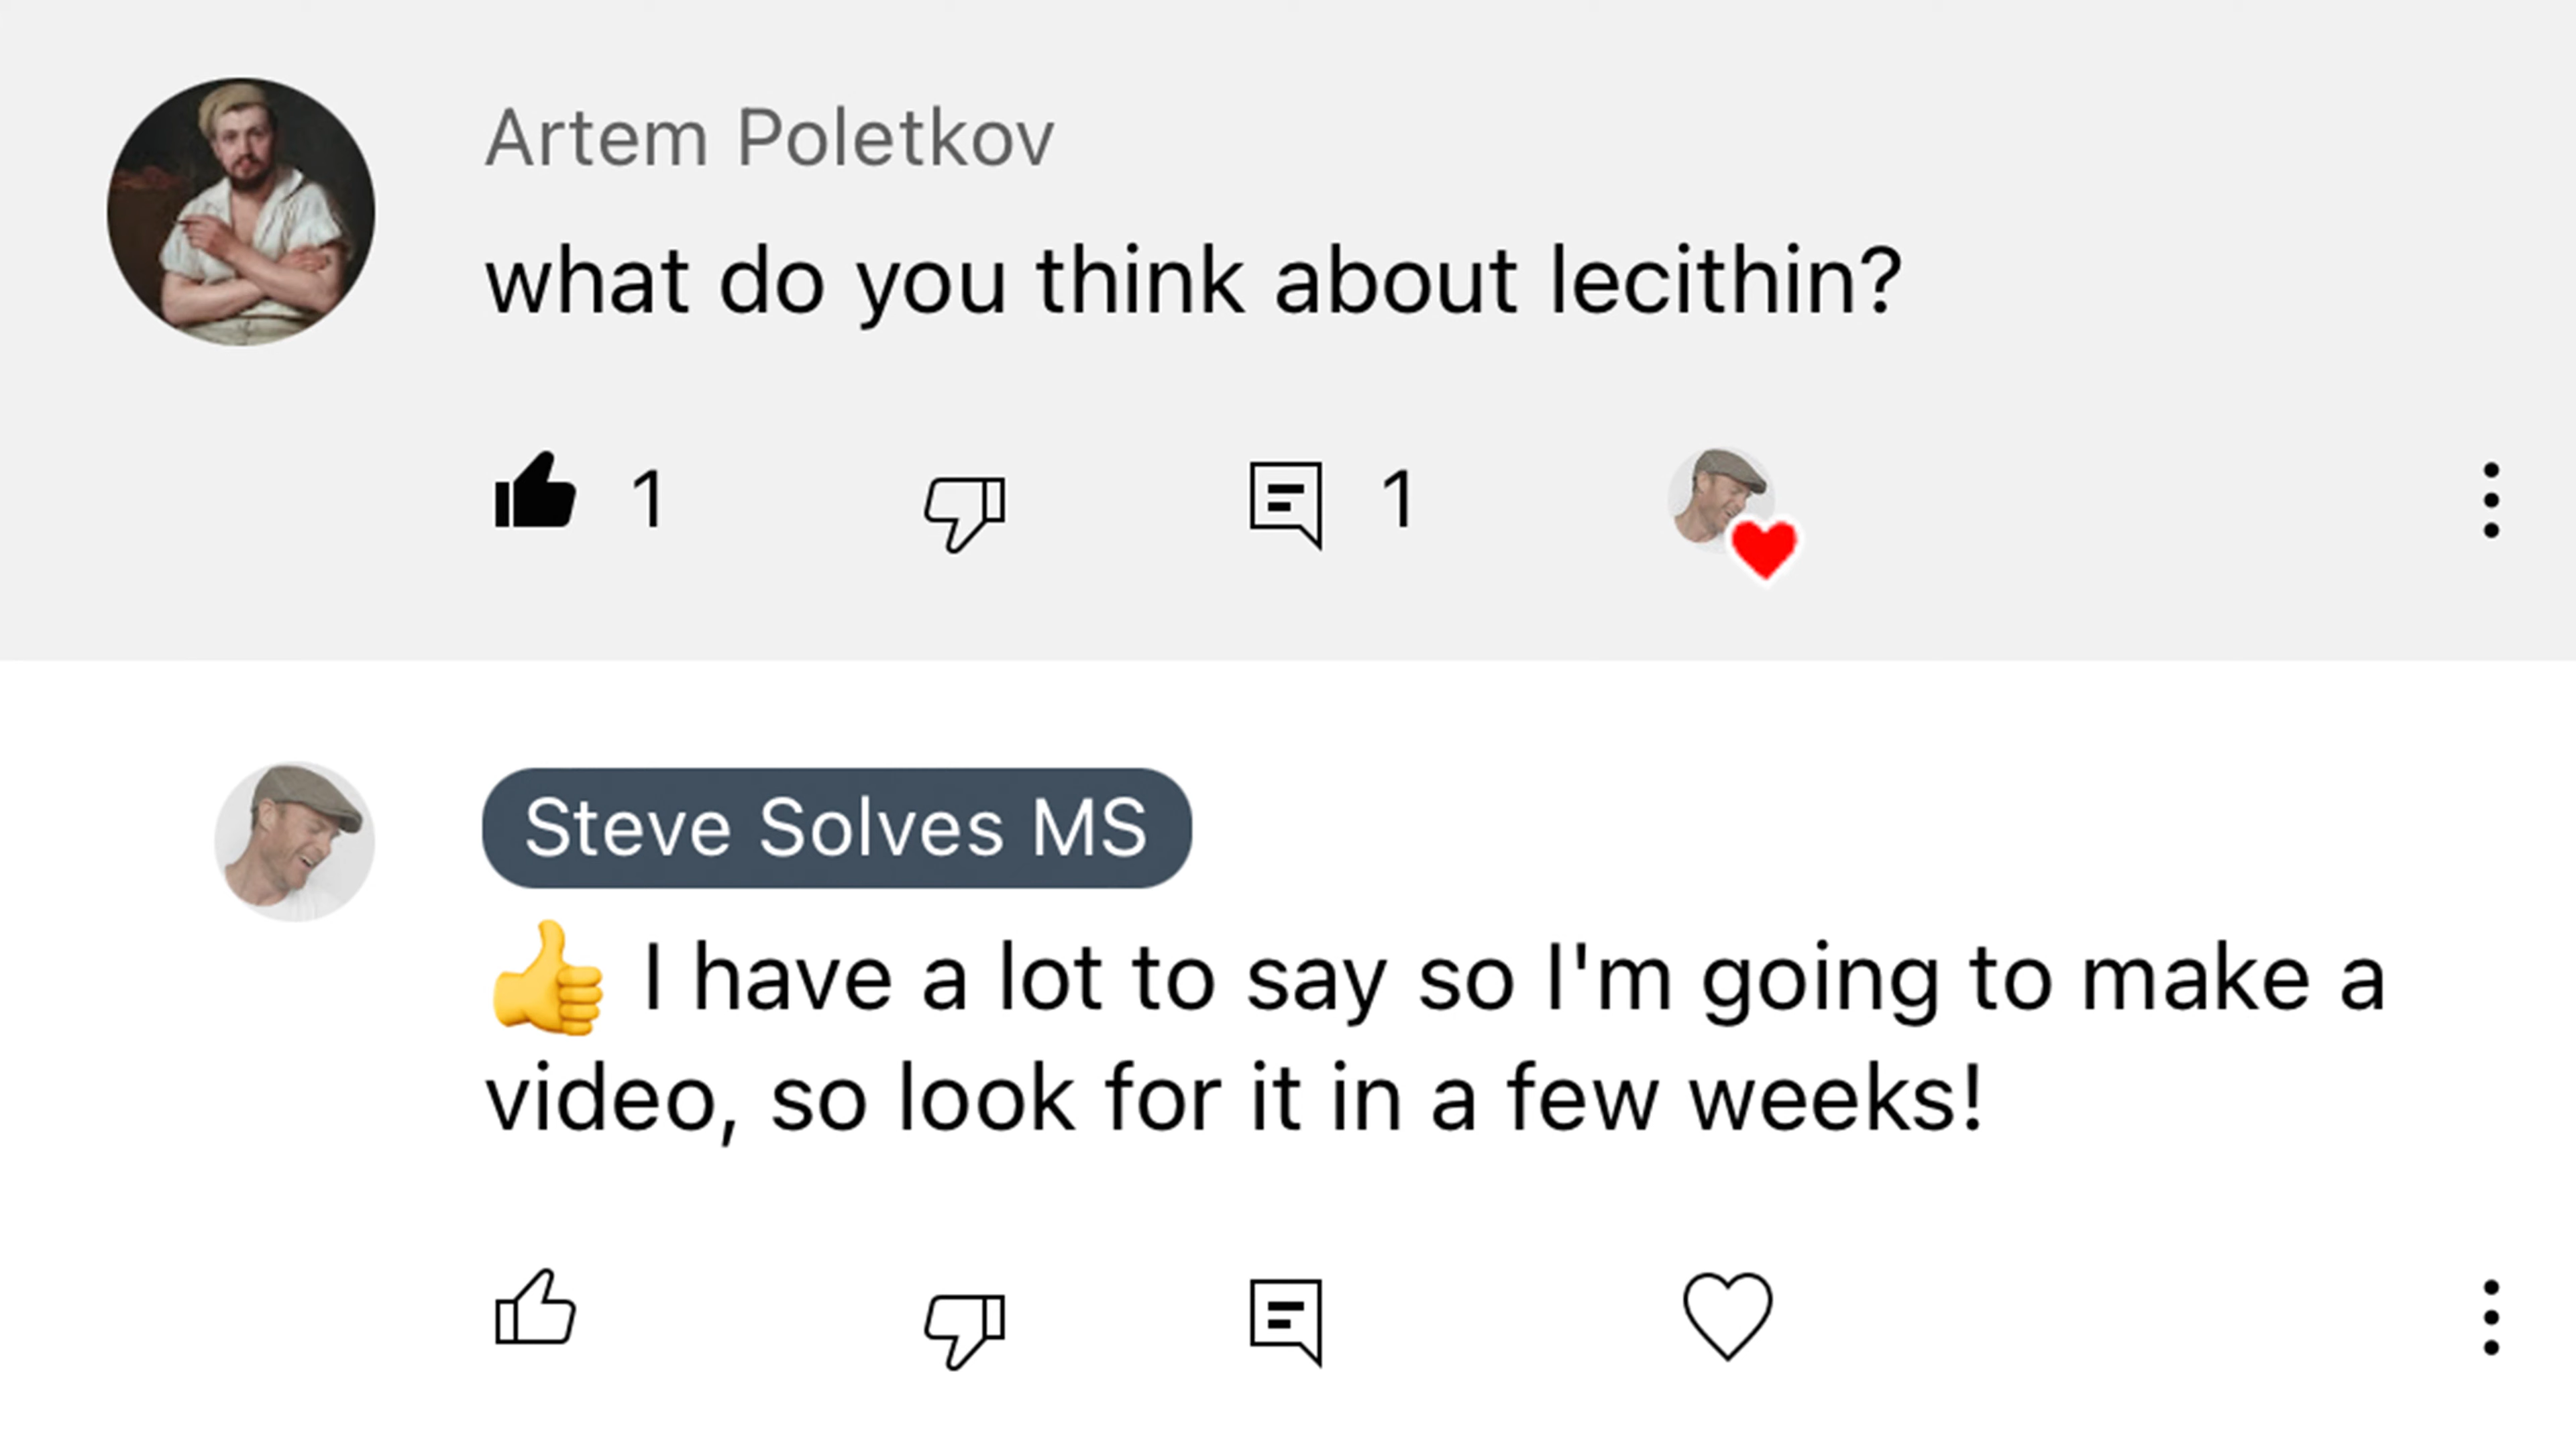 Artem Poletkov
what do you think about lecithin?
1
1
Steve Solves MS
👍 I have a lot to say so I'm going to make a
video, so look for it in a few weeks!